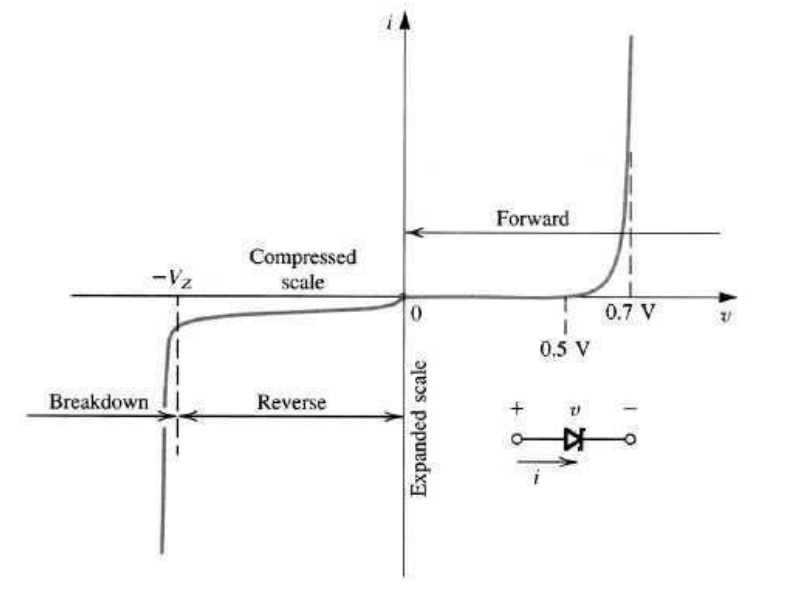 i
Forward
Compressed
scale
−V_Z
0
0.7 V
v
0.5 V
Breakdown
Reverse
Expanded scale
+ v −
i